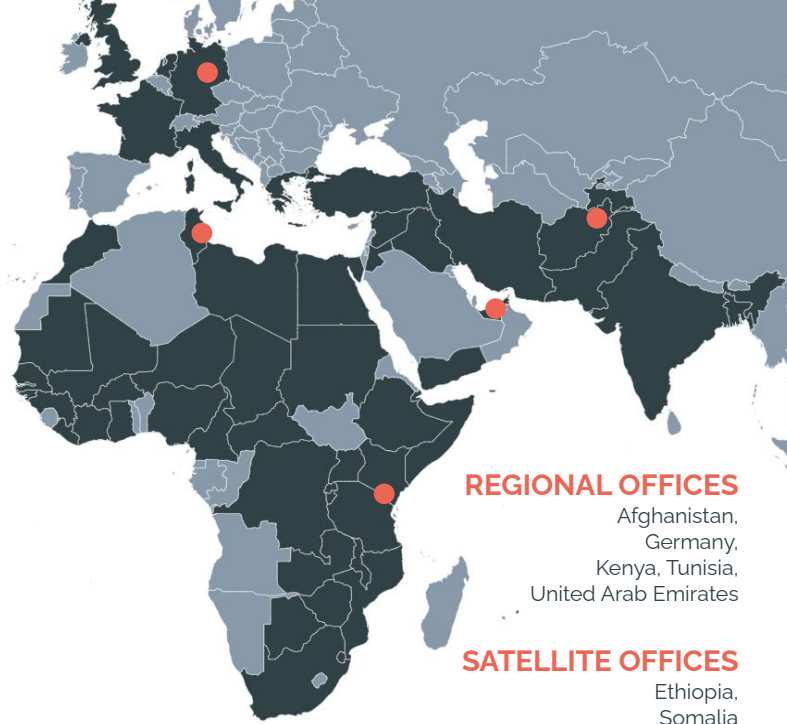 REGIONAL OFFICES
Afghanistan,
Germany,
Kenya, Tunisia,
United Arab Emirates
SATELLITE OFFICES
Ethiopia,
Somalia